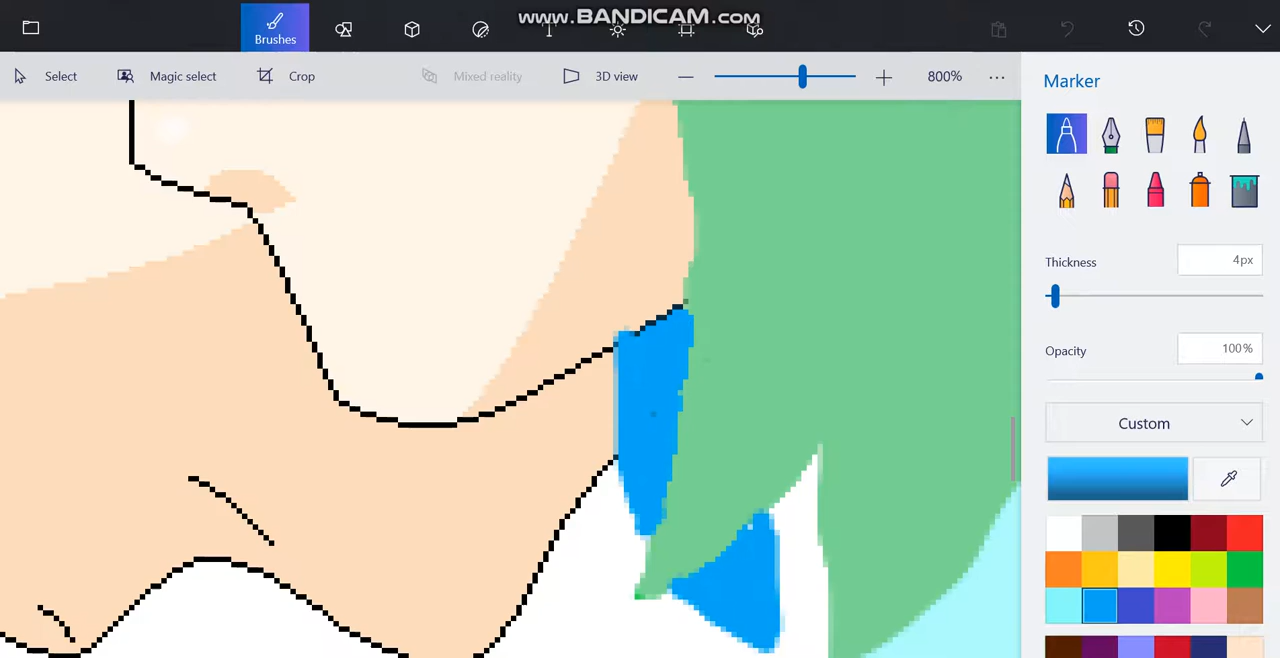 www.BANDICAM.com
Brushes
Select
Magic select
Crop
Mixed reality
3D view
800%
Marker
Thickness
4px
Opacity
100%
Custom